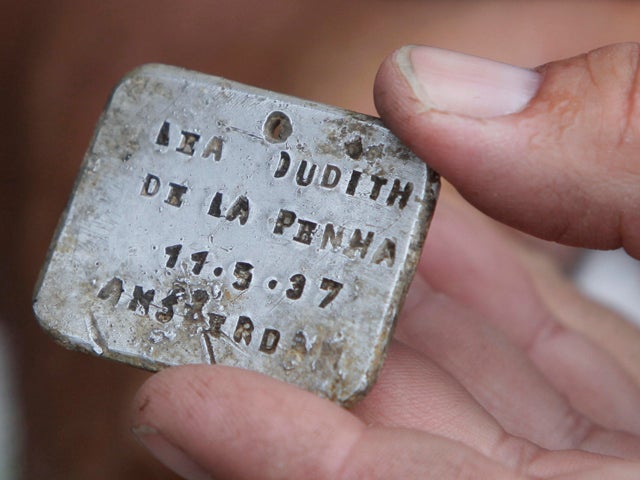 LEA JUDITH
DE LA PENHA
11.5.37
AMSTERDAM